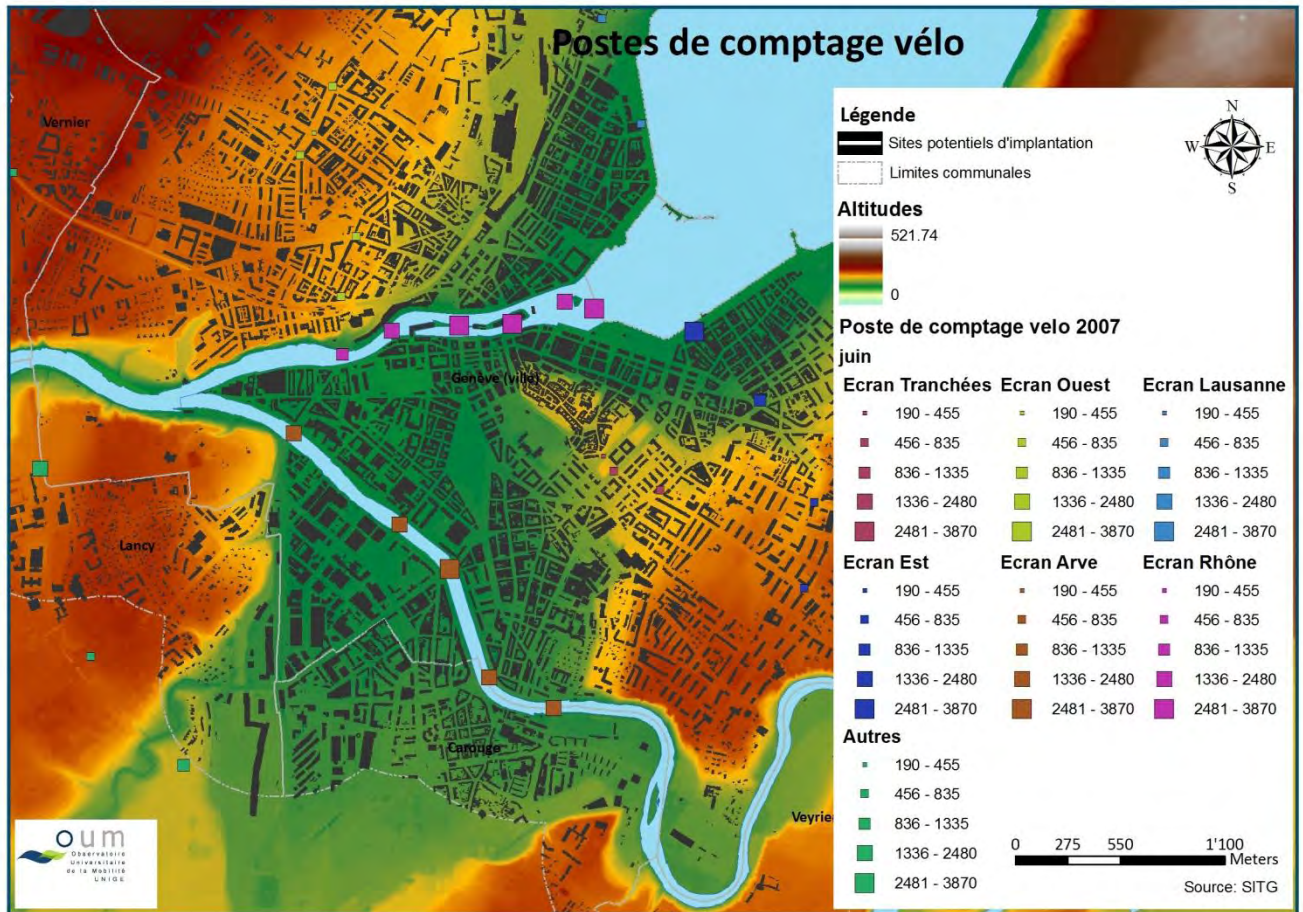 Postes de comptage vélo
Vernier
Genève (ville)
Lancy
Carouge
Veyrie
Légende
Sites potentiels d'implantation
Limites communales
N
W E
S
Altitudes
521.74
0
Poste de comptage velo 2007
juin
Ecran Tranchées Ecran Ouest Ecran Lausanne
190 - 455 190 - 455 190 - 455
456 - 835 456 - 835 456 - 835
836 - 1335 836 - 1335 836 - 1335
1336 - 2480 1336 - 2480 1336 - 2480
2481 - 3870 2481 - 3870 2481 - 3870
Ecran Est Ecran Arve Ecran Rhône
190 - 455 190 - 455 190 - 455
456 - 835 456 - 835 456 - 835
836 - 1335 836 - 1335 836 - 1335
1336 - 2480 1336 - 2480 1336 - 2480
2481 - 3870 2481 - 3870 2481 - 3870
Autres
190 - 455
456 - 835
836 - 1335
1336 - 2480
2481 - 3870
0 275 550 1'100
Meters
Source: SITG
oum
Observatoire
Universitaire
de la Mobilité
UNIGE